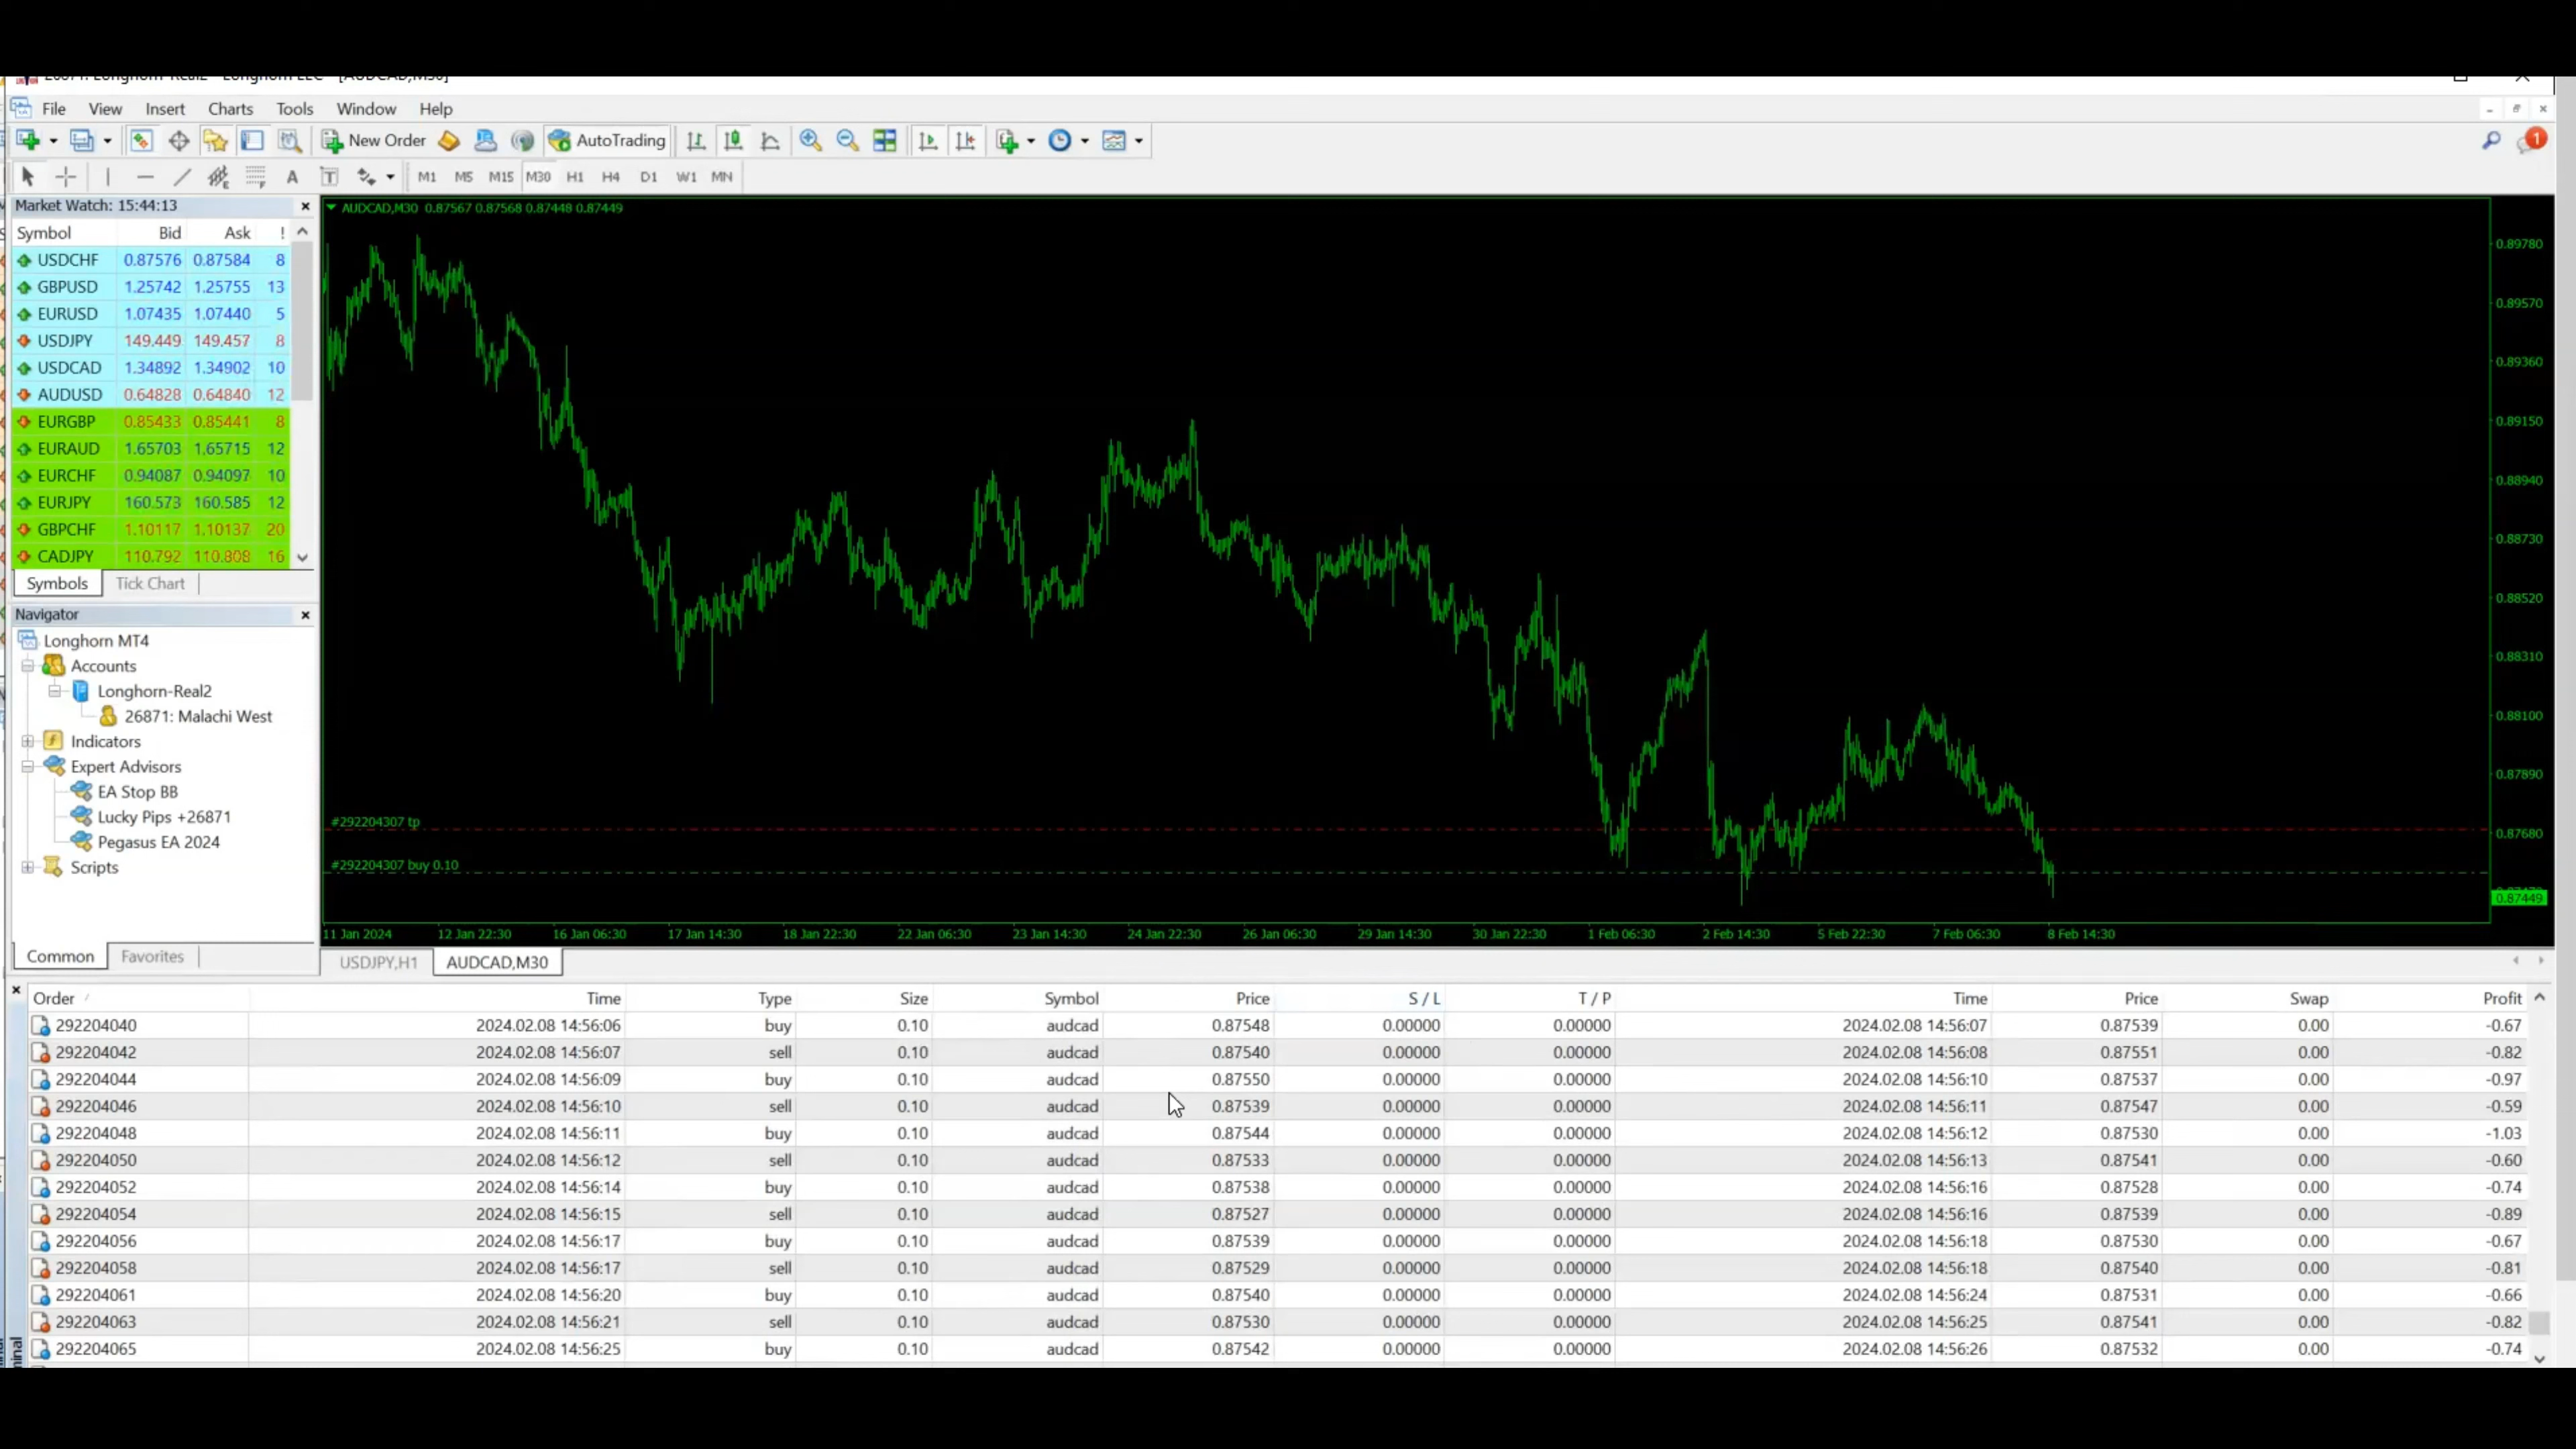 File View Insert Charts Tools Window Help
New Order AutoTrading 1
A T M1 M5 M15 M30 H1 H4 D1 W1 MN
Market Watch: 15:44:13
Symbol Bid Ask !
USDCHF 0.87576 0.87584 8
GBPUSD 1.25742 1.25755 13
EURUSD 1.07435 1.07440 5
USDJPY 149.449 149.457 8
USDCAD 1.34892 1.34902 10
AUDUSD 0.64828 0.64840 12
EURGBP 0.85433 0.85441 8
EURAUD 1.65703 1.65715 12
EURCHF 0.94087 0.94097 10
EURJPY 160.573 160.585 12
GBPCHF 1.10117 1.10137 20
CADJPY 110.792 110.808 16
Symbols Tick Chart
Navigator
Longhorn MT4
Accounts
Longhorn-Real2
26871: Malachi West
Indicators
Expert Advisors
EA Stop BB
Lucky Pips +26871
Pegasus EA 2024
Scripts
Common Favorites
AUDCAD,M30 0.87567 0.87568 0.87448 0.87449
0.89780
0.89570
0.89360
0.89150
0.88940
0.88730
0.88520
0.88310
0.88100
0.87890
0.87680
0.87449
#292204307 tp
#292204307 buy 0.10
11 Jan 2024 12 Jan 22:30 16 Jan 06:30 17 Jan 14:30 18 Jan 22:30 22 Jan 06:30 23 Jan 14:30 24 Jan 22:30 26 Jan 06:30 29 Jan 14:30 30 Jan 22:30 1 Feb 06:30 2 Feb 14:30 5 Feb 22:30 7 Feb 06:30 8 Feb 14:30
USDJPY,H1 AUDCAD,M30
Order / Time Type Size Symbol Price S / L T / P Time Price Swap Profit
292204040 2024.02.08 14:56:06 buy 0.10 audcad 0.87548 0.00000 0.00000 2024.02.08 14:56:07 0.87539 0.00 -0.67
292204042 2024.02.08 14:56:07 sell 0.10 audcad 0.87540 0.00000 0.00000 2024.02.08 14:56:08 0.87551 0.00 -0.82
292204044 2024.02.08 14:56:09 buy 0.10 audcad 0.87550 0.00000 0.00000 2024.02.08 14:56:10 0.87537 0.00 -0.97
292204046 2024.02.08 14:56:10 sell 0.10 audcad 0.87539 0.00000 0.00000 2024.02.08 14:56:11 0.87547 0.00 -0.59
292204048 2024.02.08 14:56:11 buy 0.10 audcad 0.87544 0.00000 0.00000 2024.02.08 14:56:12 0.87530 0.00 -1.03
292204050 2024.02.08 14:56:12 sell 0.10 audcad 0.87533 0.00000 0.00000 2024.02.08 14:56:13 0.87541 0.00 -0.60
292204052 2024.02.08 14:56:14 buy 0.10 audcad 0.87538 0.00000 0.00000 2024.02.08 14:56:16 0.87528 0.00 -0.74
292204054 2024.02.08 14:56:15 sell 0.10 audcad 0.87527 0.00000 0.00000 2024.02.08 14:56:16 0.87539 0.00 -0.89
292204056 2024.02.08 14:56:17 buy 0.10 audcad 0.87539 0.00000 0.00000 2024.02.08 14:56:18 0.87530 0.00 -0.67
292204058 2024.02.08 14:56:17 sell 0.10 audcad 0.87529 0.00000 0.00000 2024.02.08 14:56:18 0.87540 0.00 -0.81
292204061 2024.02.08 14:56:20 buy 0.10 audcad 0.87540 0.00000 0.00000 2024.02.08 14:56:24 0.87531 0.00 -0.66
292204063 2024.02.08 14:56:21 sell 0.10 audcad 0.87530 0.00000 0.00000 2024.02.08 14:56:25 0.87541 0.00 -0.82
292204065 2024.02.08 14:56:25 buy 0.10 audcad 0.87542 0.00000 0.00000 2024.02.08 14:56:26 0.87532 0.00 -0.74